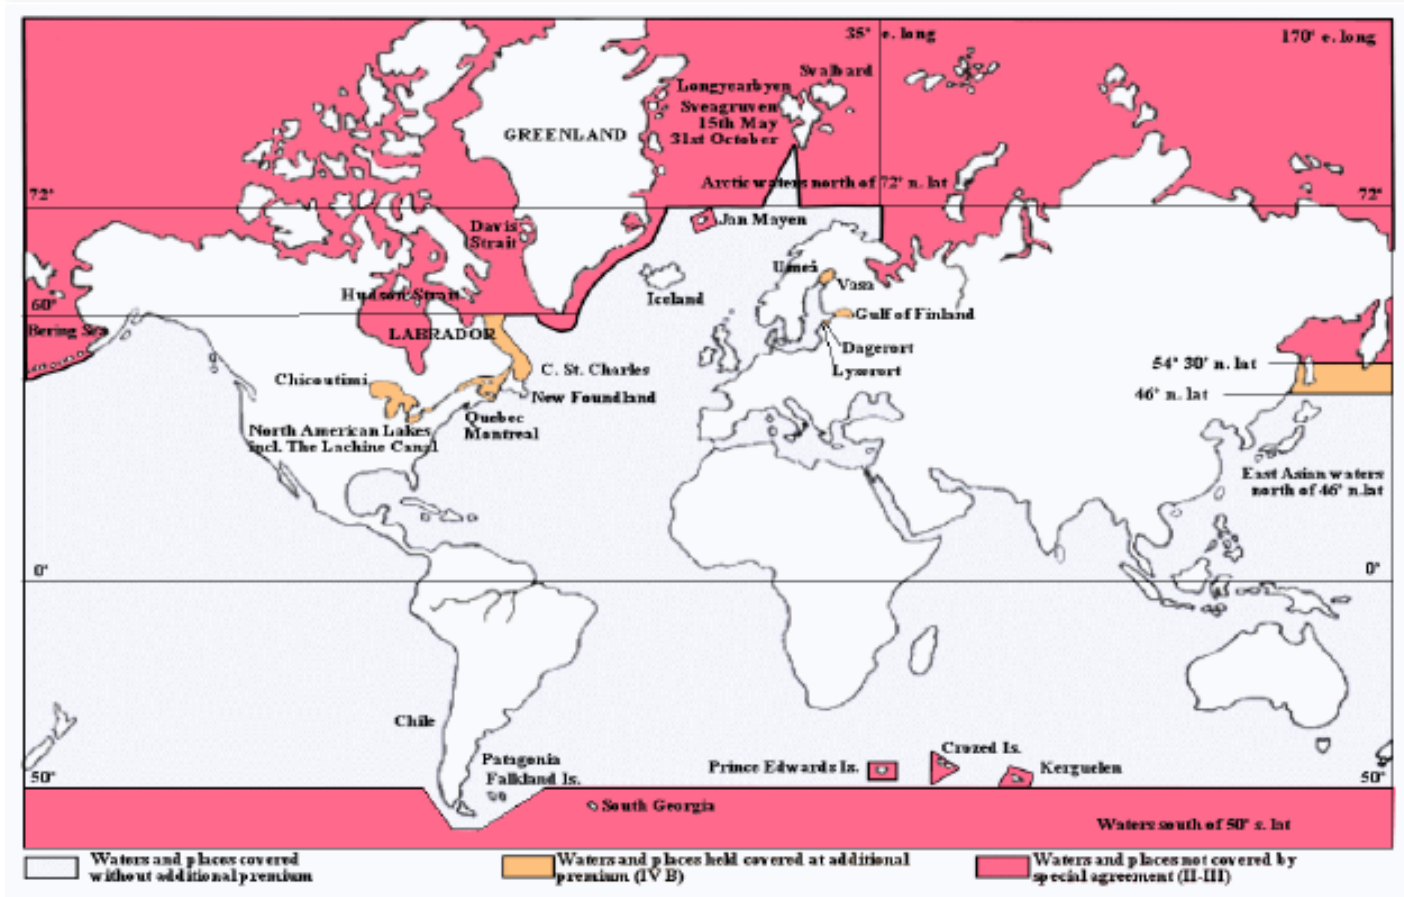 35° e. long
170° e. long
Svalbard
Longyearbyen
Sveagruven
15th May
31st October
GREENLAND
Arctic waters north of 72° n. lat
72°
72°
Jan Mayen
Davis
Strait
Umeå
Vasa
Iceland
Hudson Strait
60°
Bering Sea
LABRADOR
Gulf of Finland
Dagerort
Lyserort
54° 30' n. lat
C. St. Charles
Chicoutimi
New Foundland
46° n. lat
Quebec
Montreal
North American Lakes
incl. The Lachine Canal
East Asian waters
north of 46° n.lat
0°
0°
Chile
Patagonia
Falkland Is.
Crozed Is.
Prince Edwards Is.
Kerguelen
50°
50°
South Georgia
Waters south of 50° s. lat
Waters and places covered
without additional premium
Waters and places held covered at additional
premium (IV B)
Waters and places not covered by
special agreement (II-III)